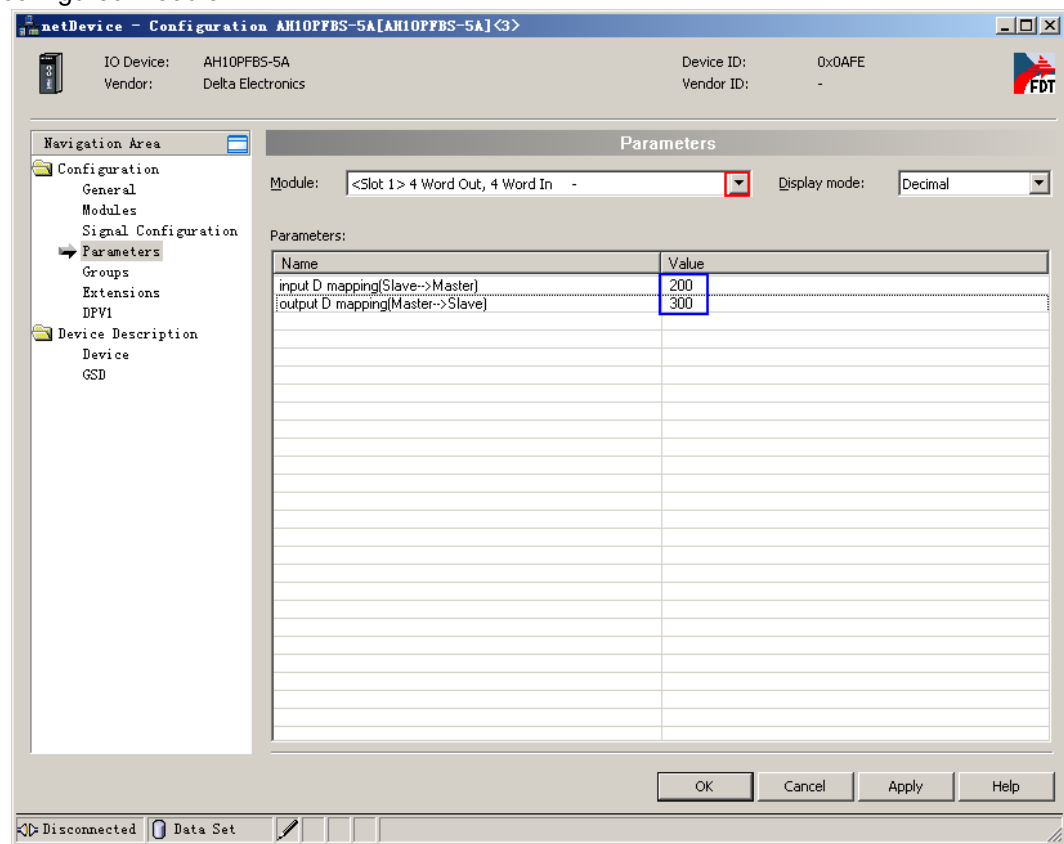 netDevice - Configuration AH10PFBS-5A[AH10PFBS-5A]<3>
IO Device: AH10PFBS-5A Device ID: 0x0AFE
Vendor: Delta Electronics Vendor ID: -
FDT
Navigation Area
Parameters
Configuration
General
Modules
Signal Configuration
Parameters
Groups
Extensions
DPV1
Device Description
Device
GSD
Module: <Slot 1> 4 Word Out, 4 Word In - Display mode: Decimal
Parameters:
Name Value
input D mapping(Slave-->Master) 200
output D mapping(Master-->Slave) 300
OK Cancel Apply Help
Disconnected Data Set